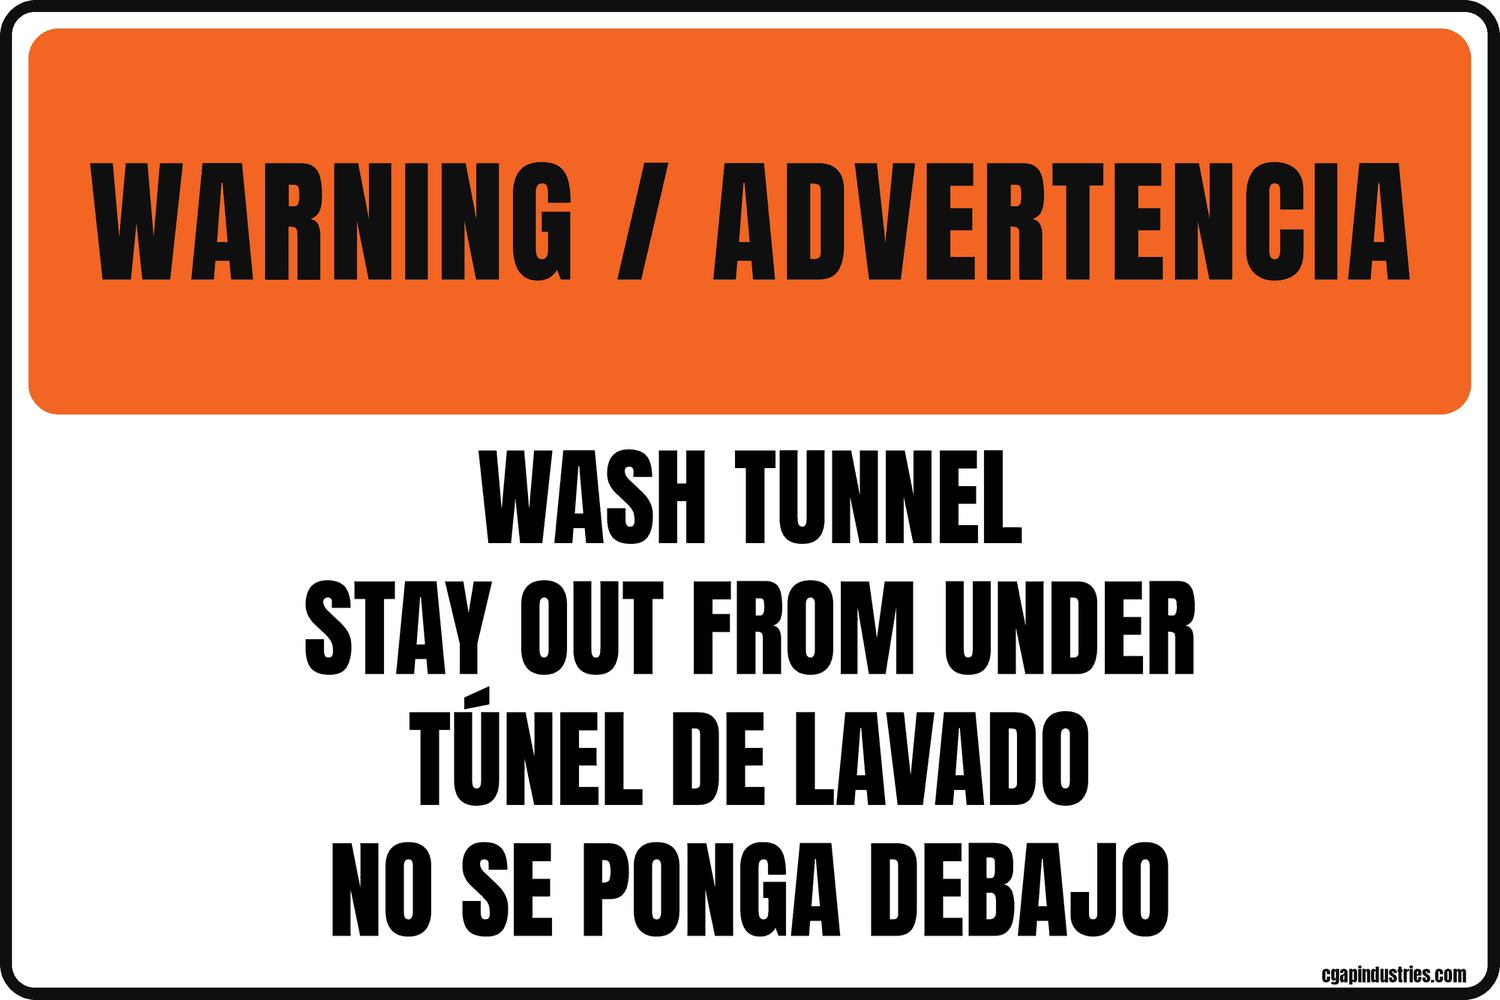 WARNING / ADVERTENCIA
WASH TUNNEL
STAY OUT FROM UNDER
TÚNEL DE LAVADO
NO SE PONGA DEBAJO
cgapindustries.com